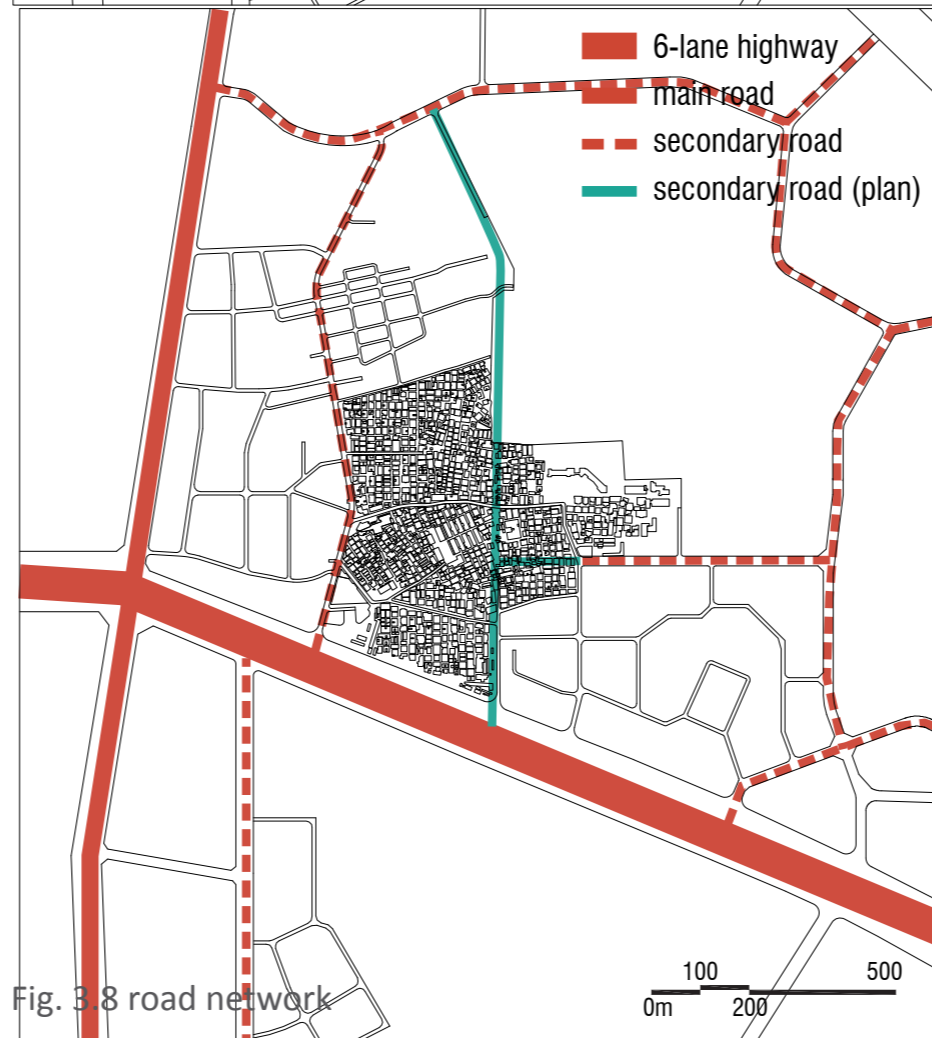 6-lane highway
main road
secondary road
secondary road (plan)
100 500
0m 200
Fig. 3.8 road network